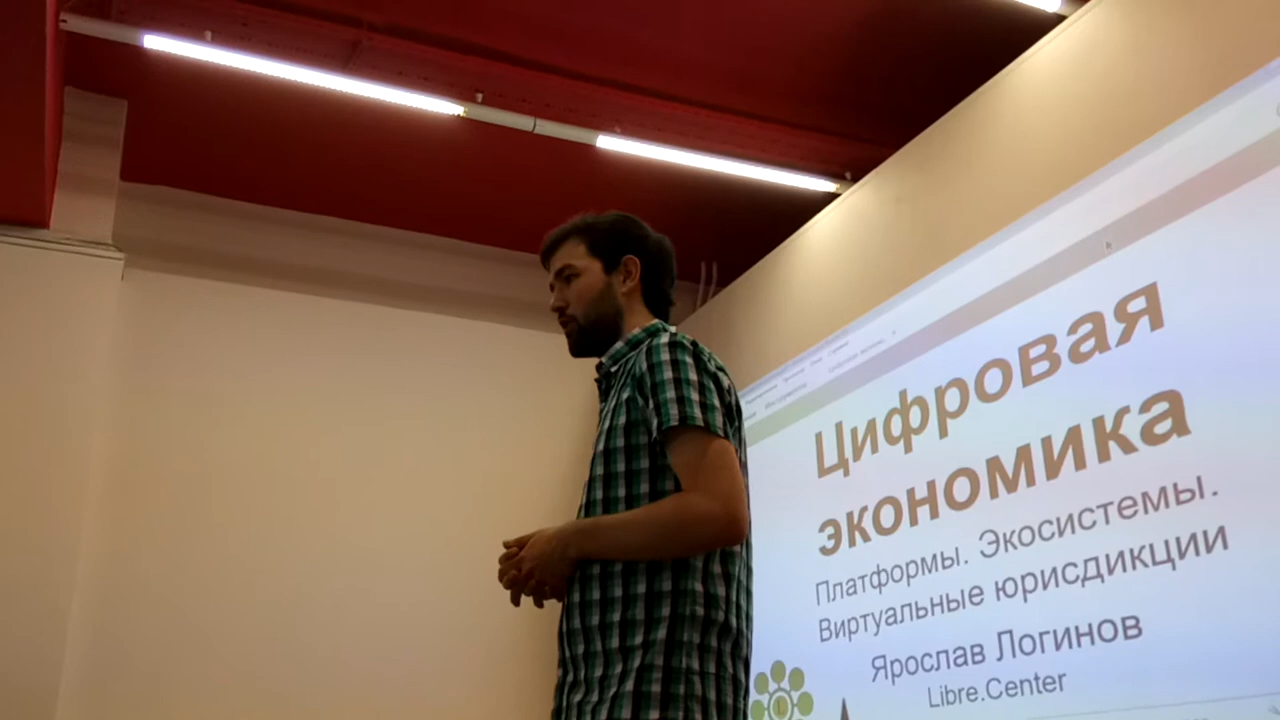 Цифровая
экономика
Платформы. Экосистемы.
Виртуальные юрисдикции
Ярослав Логинов
Libre.Center